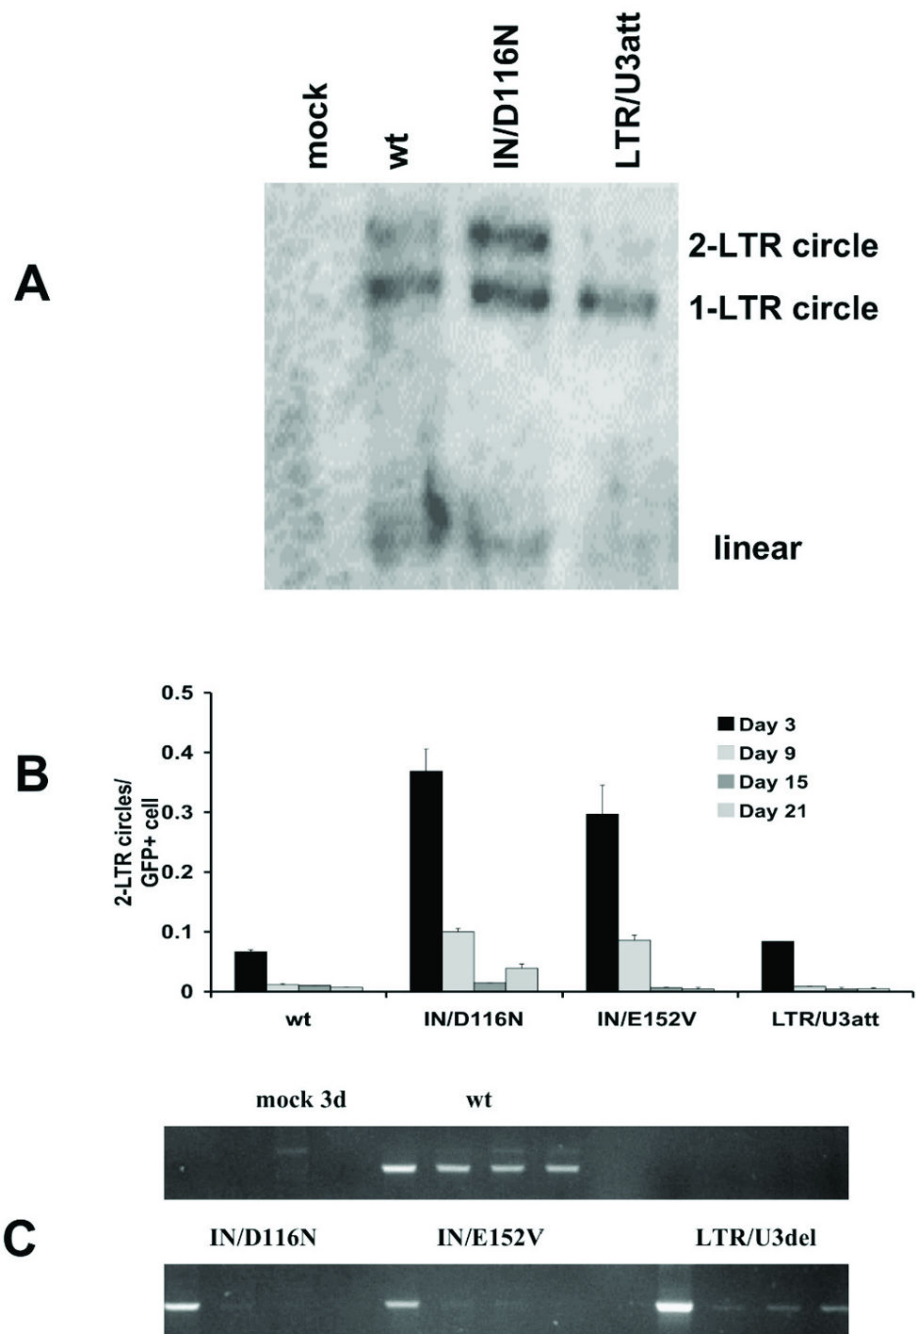 mock
wt
IN/D116N
LTR/U3att
A
2-LTR circle
1-LTR circle
linear
B
2-LTR circles/
GFP+ cell
0.5
0.4
0.3
0.2
0.1
0
Day 3
Day 9
Day 15
Day 21
wt IN/D116N IN/E152V LTR/U3att
mock 3d wt
C
IN/D116N IN/E152V LTR/U3del